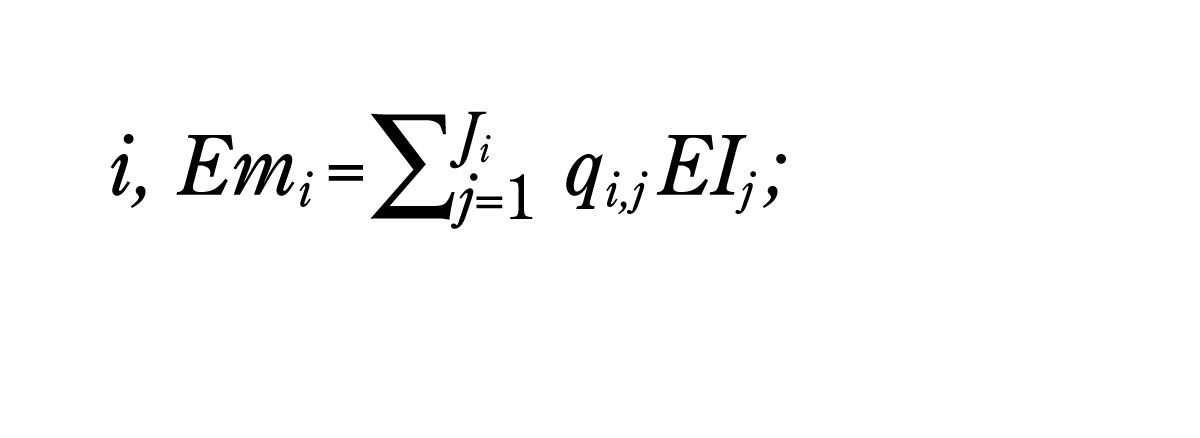 i, Em_i = ∑_{j=1}^{J_i} q_{i,j} EI_j;